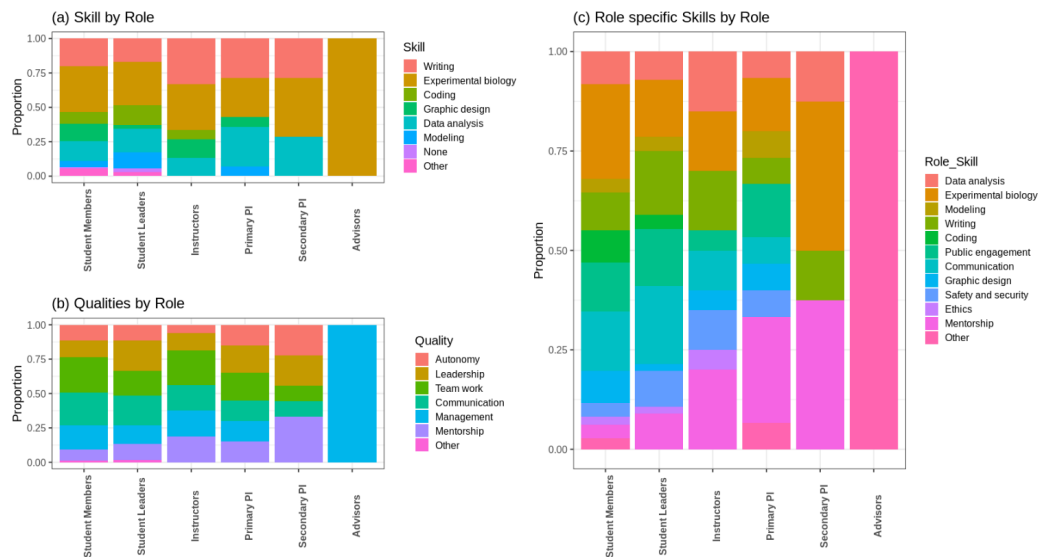 (a) Skill by Role
Proportion
1.00
0.75
0.50
0.25
0.00
Student Members
Student Leaders
Instructors
Primary PI
Secondary PI
Advisors
Skill
Writing
Experimental biology
Coding
Graphic design
Data analysis
Modeling
None
Other
(b) Qualities by Role
Proportion
1.00
0.75
0.50
0.25
0.00
Student Members
Student Leaders
Instructors
Primary PI
Secondary PI
Advisors
Quality
Autonomy
Leadership
Team work
Communication
Management
Mentorship
Other
(c) Role specific Skills by Role
Proportion
1.00
0.75
0.50
0.25
0.00
Student Members
Student Leaders
Instructors
Primary PI
Secondary PI
Advisors
Role_Skill
Data analysis
Experimental biology
Modeling
Writing
Coding
Public engagement
Communication
Graphic design
Safety and security
Ethics
Mentorship
Other